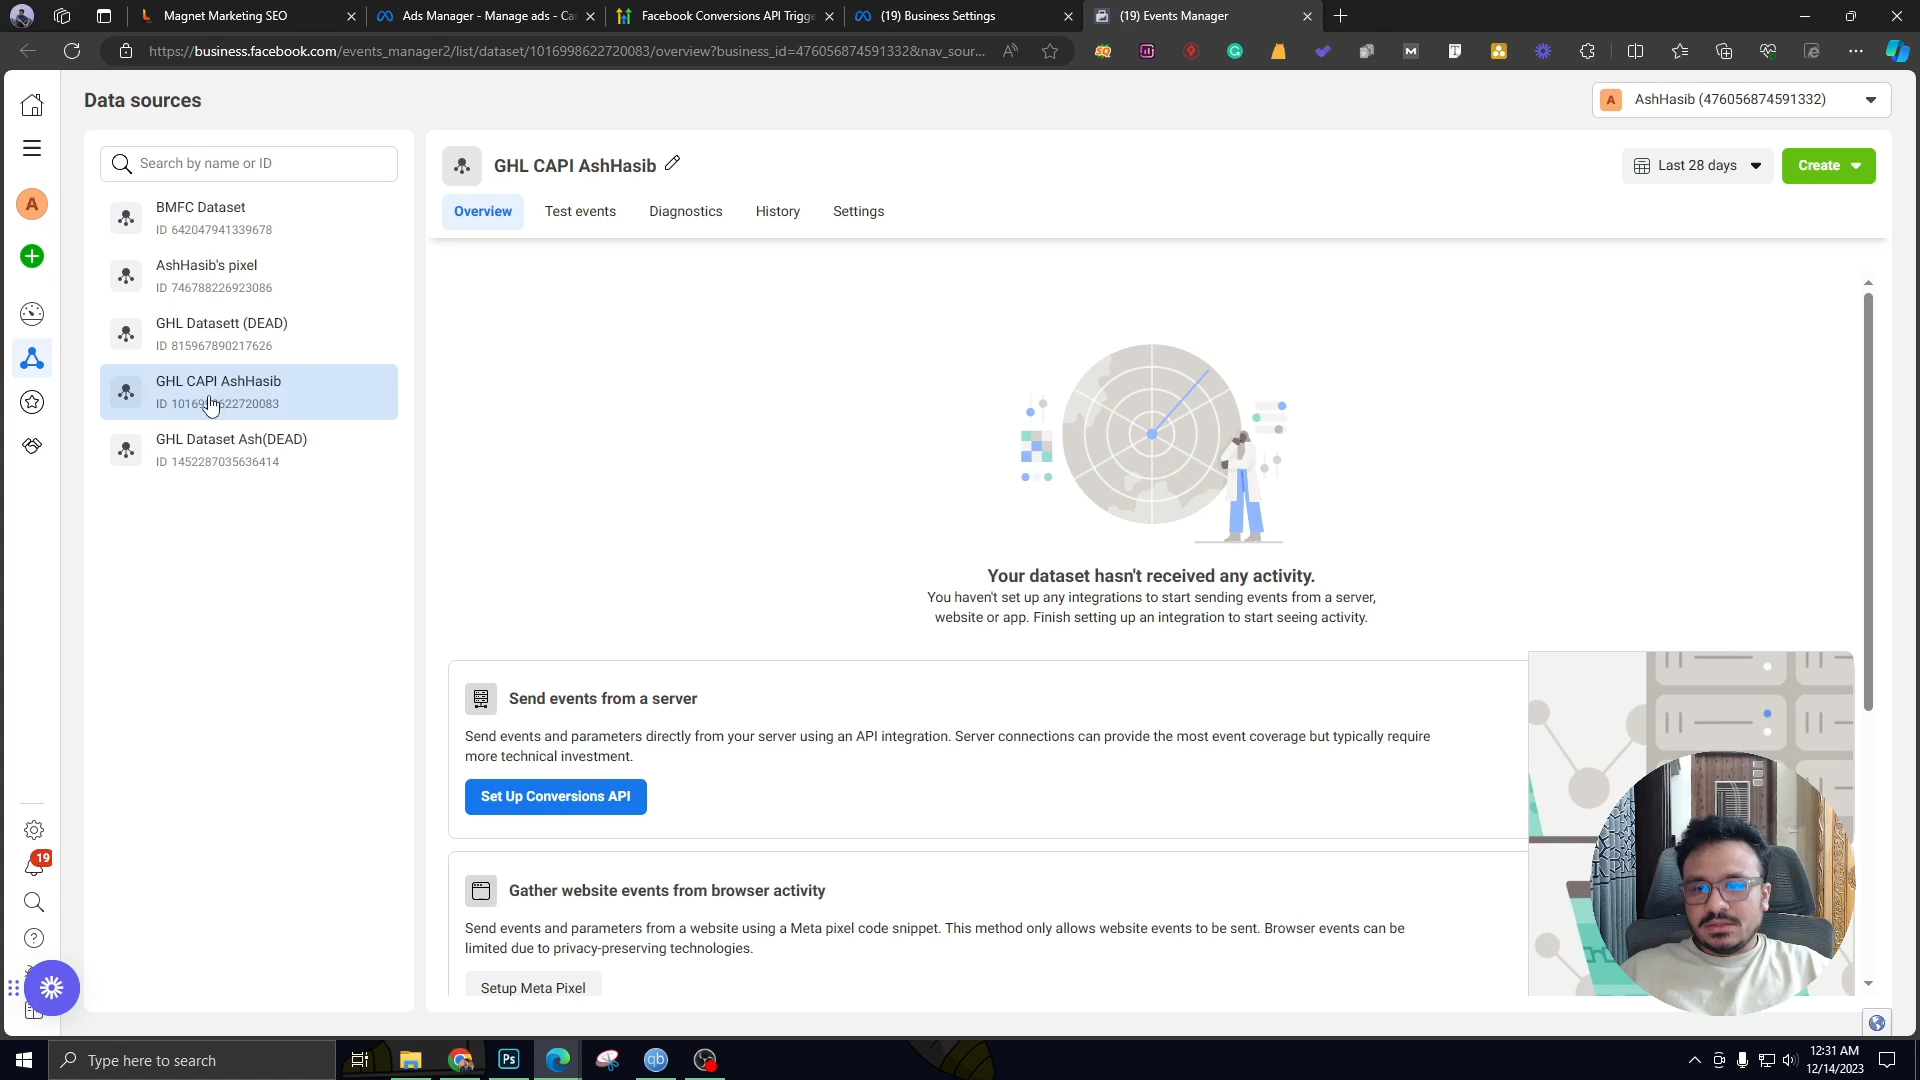 Magnet Marketing SEO
Ads Manager - Manage ads - Ca
Facebook Conversions API Trigge
(19) Business Settings
(19) Events Manager
https://business.facebook.com/events_manager2/list/dataset/1016998622720083/overview?business_id=476056874591332&nav_sour...
Data sources
A AshHasib (476056874591332)
Search by name or ID
BMFC Dataset
ID 642047941339678
AshHasib's pixel
ID 746788226923086
GHL Datasett (DEAD)
ID 815967890217626
GHL CAPI AshHasib
ID 1016998622720083
GHL Dataset Ash(DEAD)
ID 1452287035636414
A
19
GHL CAPI AshHasib
Last 28 days
Create
Overview
Test events
Diagnostics
History
Settings
Your dataset hasn't received any activity.
You haven't set up any integrations to start sending events from a server,
website or app. Finish setting up an integration to start seeing activity.
Send events from a server
Send events and parameters directly from your server using an API integration. Server connections can provide the most event coverage but typically require
more technical investment.
Set Up Conversions API
Gather website events from browser activity
Send events and parameters from a website using a Meta pixel code snippet. This method only allows website events to be sent. Browser events can be
limited due to privacy-preserving technologies.
Setup Meta Pixel
Type here to search
Ps
qb
12:31 AM
12/14/2023